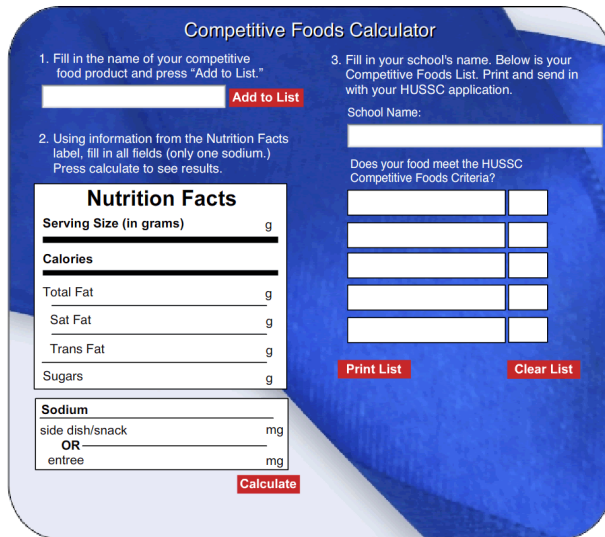 Competitive Foods Calculator
1. Fill in the name of your competitive
food product and press “Add to List.”
Add to List
2. Using information from the Nutrition Facts
label, fill in all fields (only one sodium.)
Press calculate to see results.
Nutrition Facts
Serving Size (in grams) g
Calories
Total Fat g
Sat Fat g
Trans Fat g
Sugars g
Sodium
side dish/snack mg
OR
entree mg
Calculate
3. Fill in your school's name. Below is your
Competitive Foods List. Print and send in
with your HUSSC application.
School Name:
Does your food meet the HUSSC
Competitive Foods Criteria?
Print List
Clear List